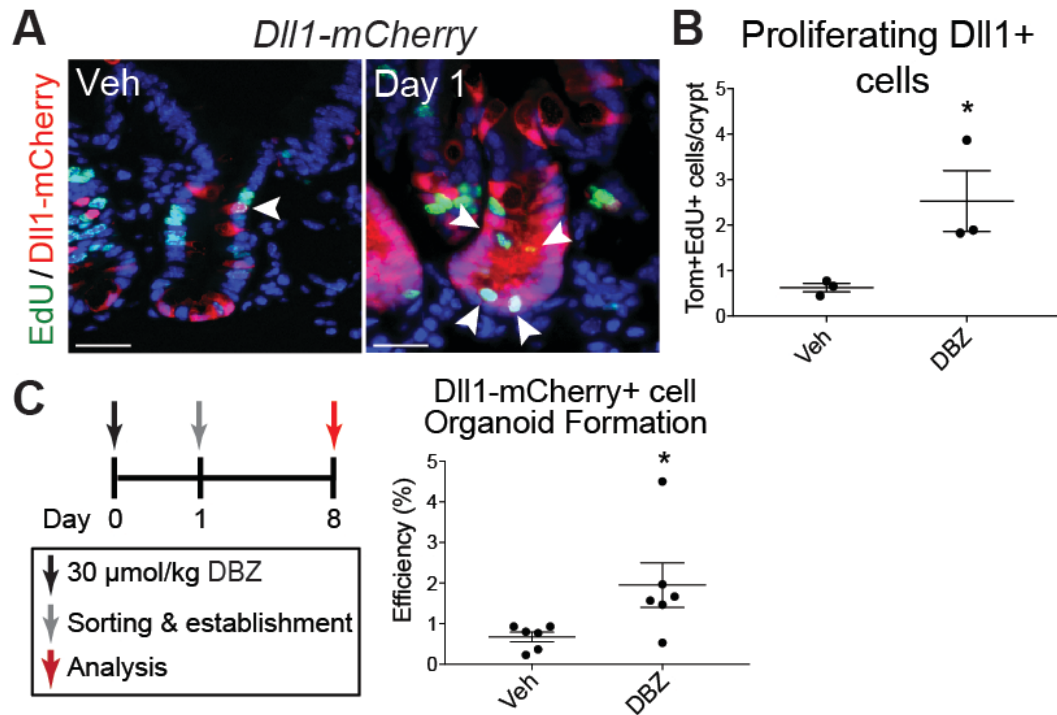 A
Dll1-mCherry
EdU / Dll1-mCherry
Veh
Day 1
B
Proliferating Dll1+
cells
Tom+EdU+ cells/crypt
5
4
3
2
1
0
*
Veh
DBZ
C
Day 0 1 8
30 µmol/kg DBZ
Sorting & establishment
Analysis
Dll1-mCherry+ cell
Organoid Formation
Efficiency (%)
5
4
3
2
1
0
*
Veh
DBZ